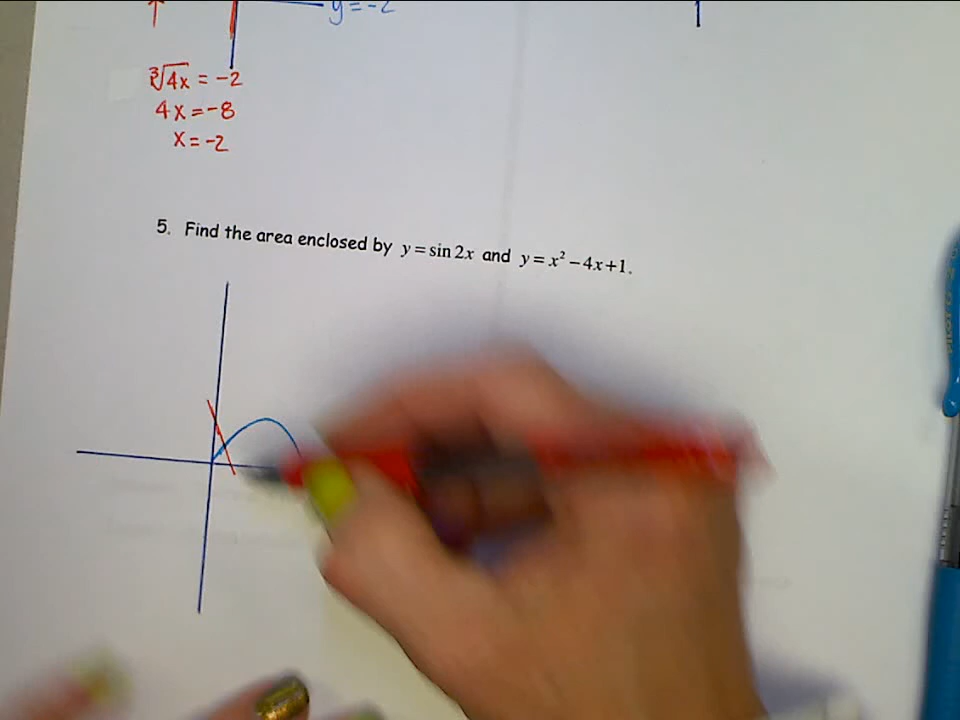 y = -2
∛4x = -2
4x = -8
x = -2
5. Find the area enclosed by y = sin 2x and y = x² – 4x + 1.